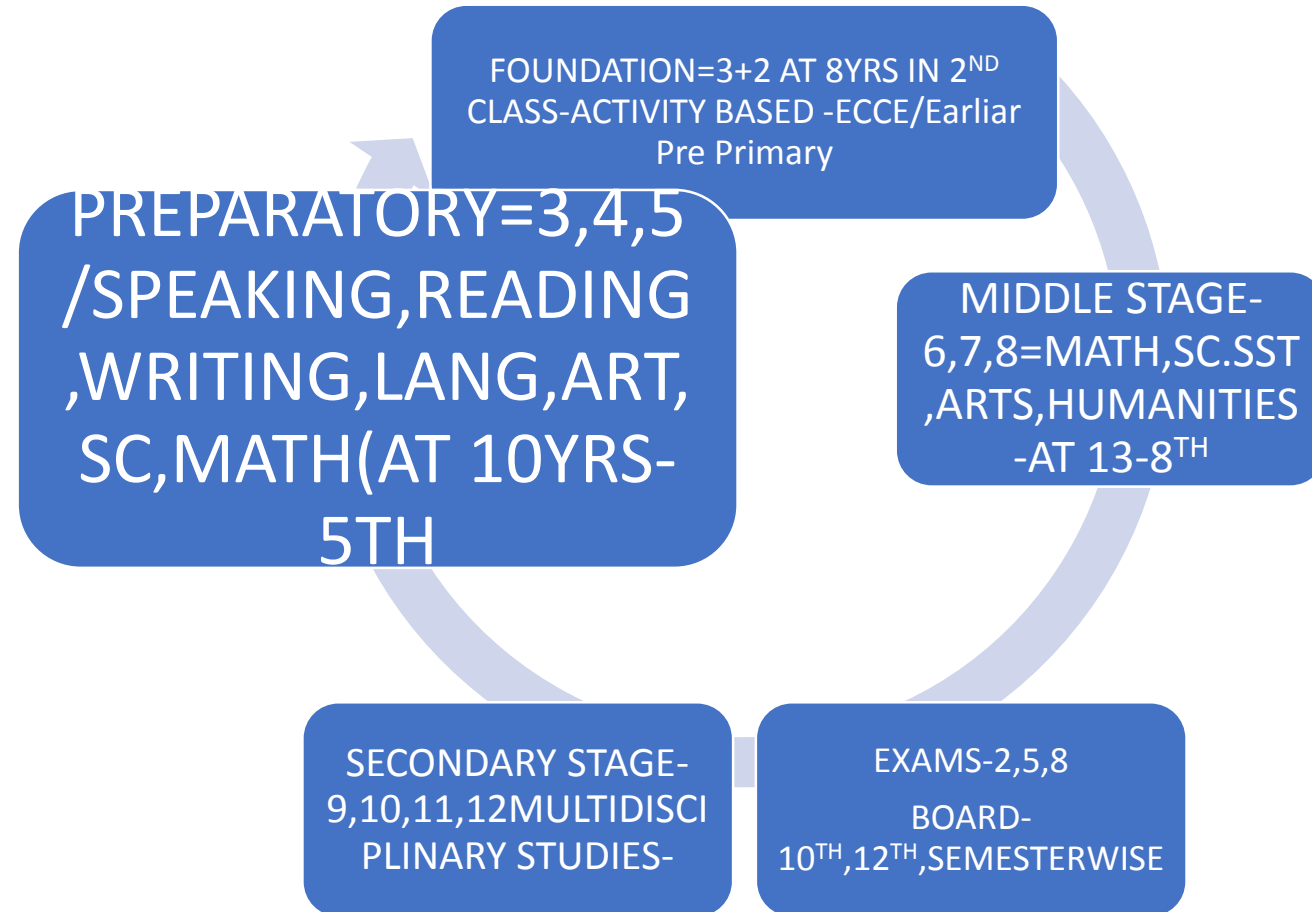 FOUNDATION=3+2 AT 8YRS IN 2ND
CLASS-ACTIVITY BASED -ECCE/Earliar
Pre Primary
PREPARATORY=3,4,5
/SPEAKING,READING
,WRITING,LANG,ART,
SC,MATH(AT 10YRS-
5TH
MIDDLE STAGE-
6,7,8=MATH,SC.SST
,ARTS,HUMANITIES
-AT 13-8TH
SECONDARY STAGE-
9,10,11,12MULTIDISCI
PLINARY STUDIES-
EXAMS-2,5,8
BOARD-
10TH,12TH,SEMESTERWISE